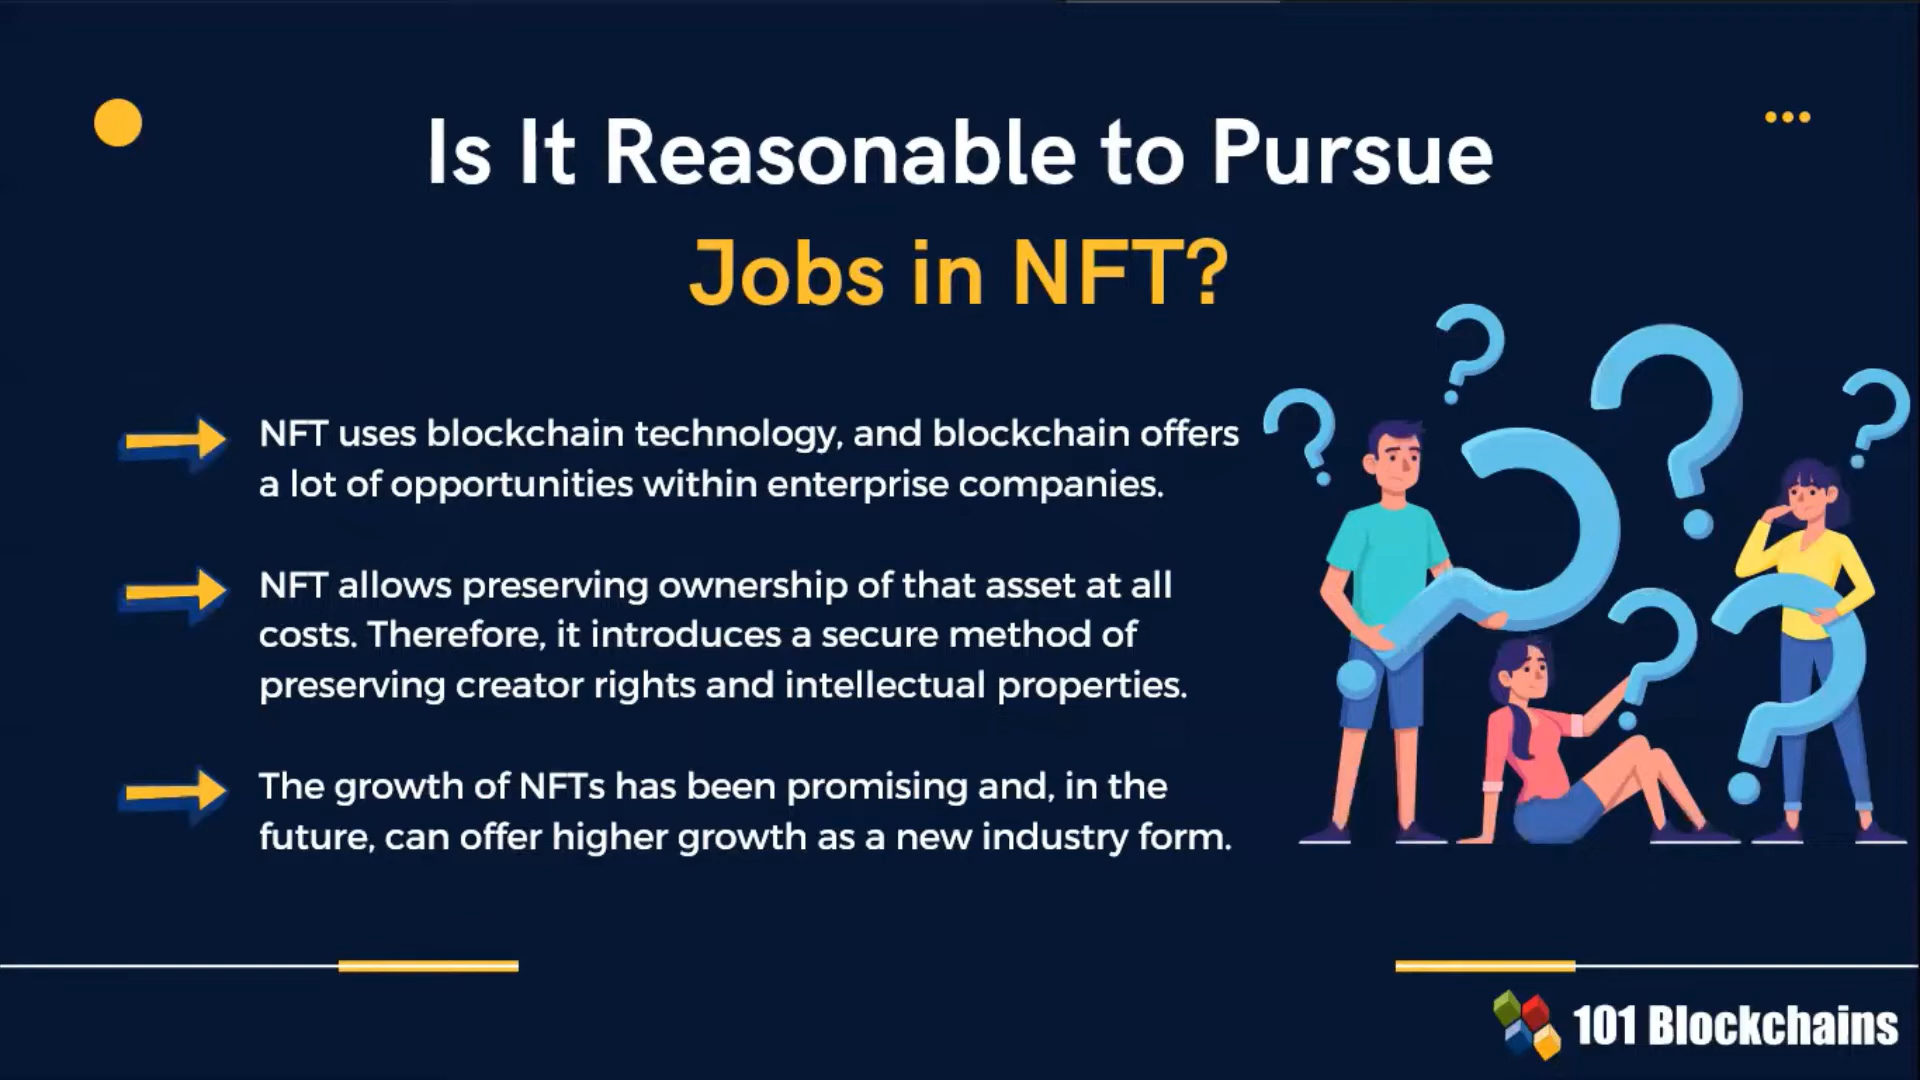 Is It Reasonable to Pursue
Jobs in NFT?
NFT uses blockchain technology, and blockchain offers
a lot of opportunities within enterprise companies.
NFT allows preserving ownership of that asset at all
costs. Therefore, it introduces a secure method of
preserving creator rights and intellectual properties.
The growth of NFTs has been promising and, in the
future, can offer higher growth as a new industry form.
101 Blockchains